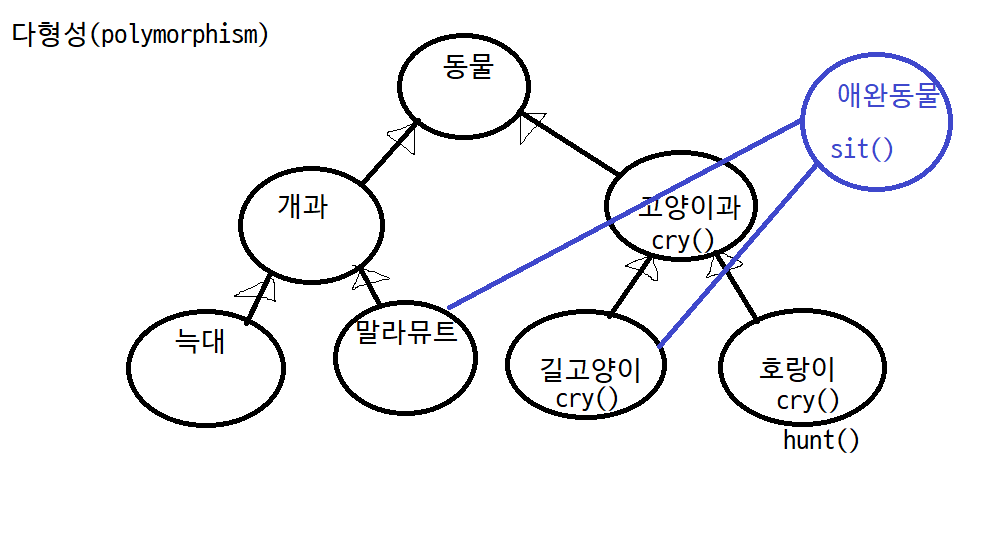 다형성(polymorphism)
동물
애완동물
sit()
개과
고양이과
cry()
늑대
말라뮤트
길고양이
cry()
호랑이
cry()
hunt()